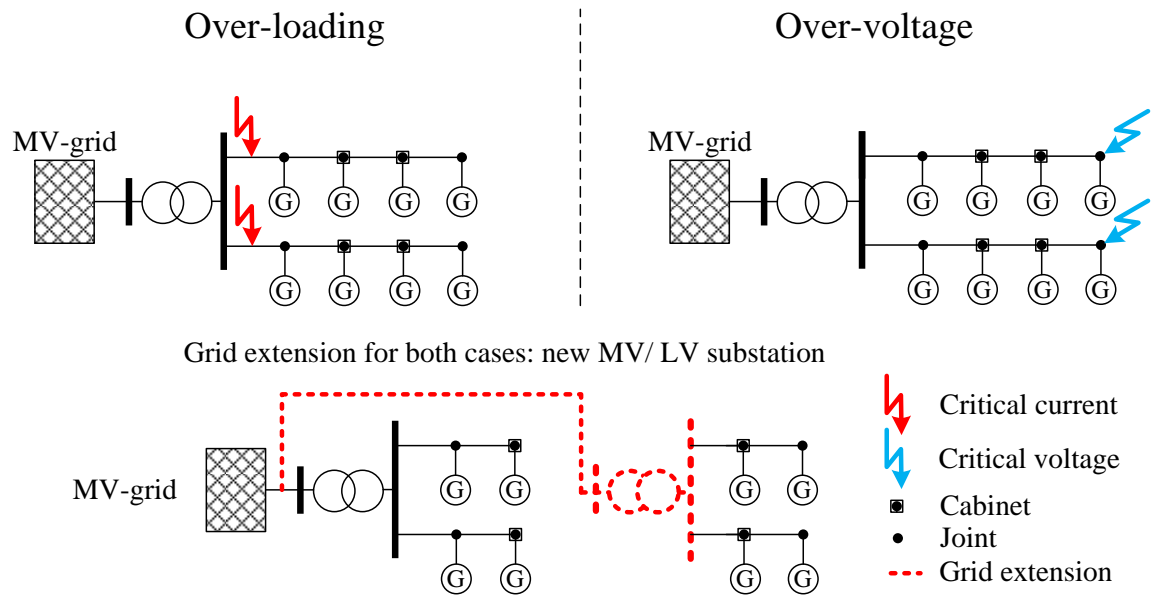 Over-loading
Over-voltage
MV-grid
G G G G
G G G G
MV-grid
G G G G
G G G G
Grid extension for both cases: new MV/ LV substation
MV-grid
G G
G G
G G
G G
Critical current
Critical voltage
Cabinet
Joint
Grid extension